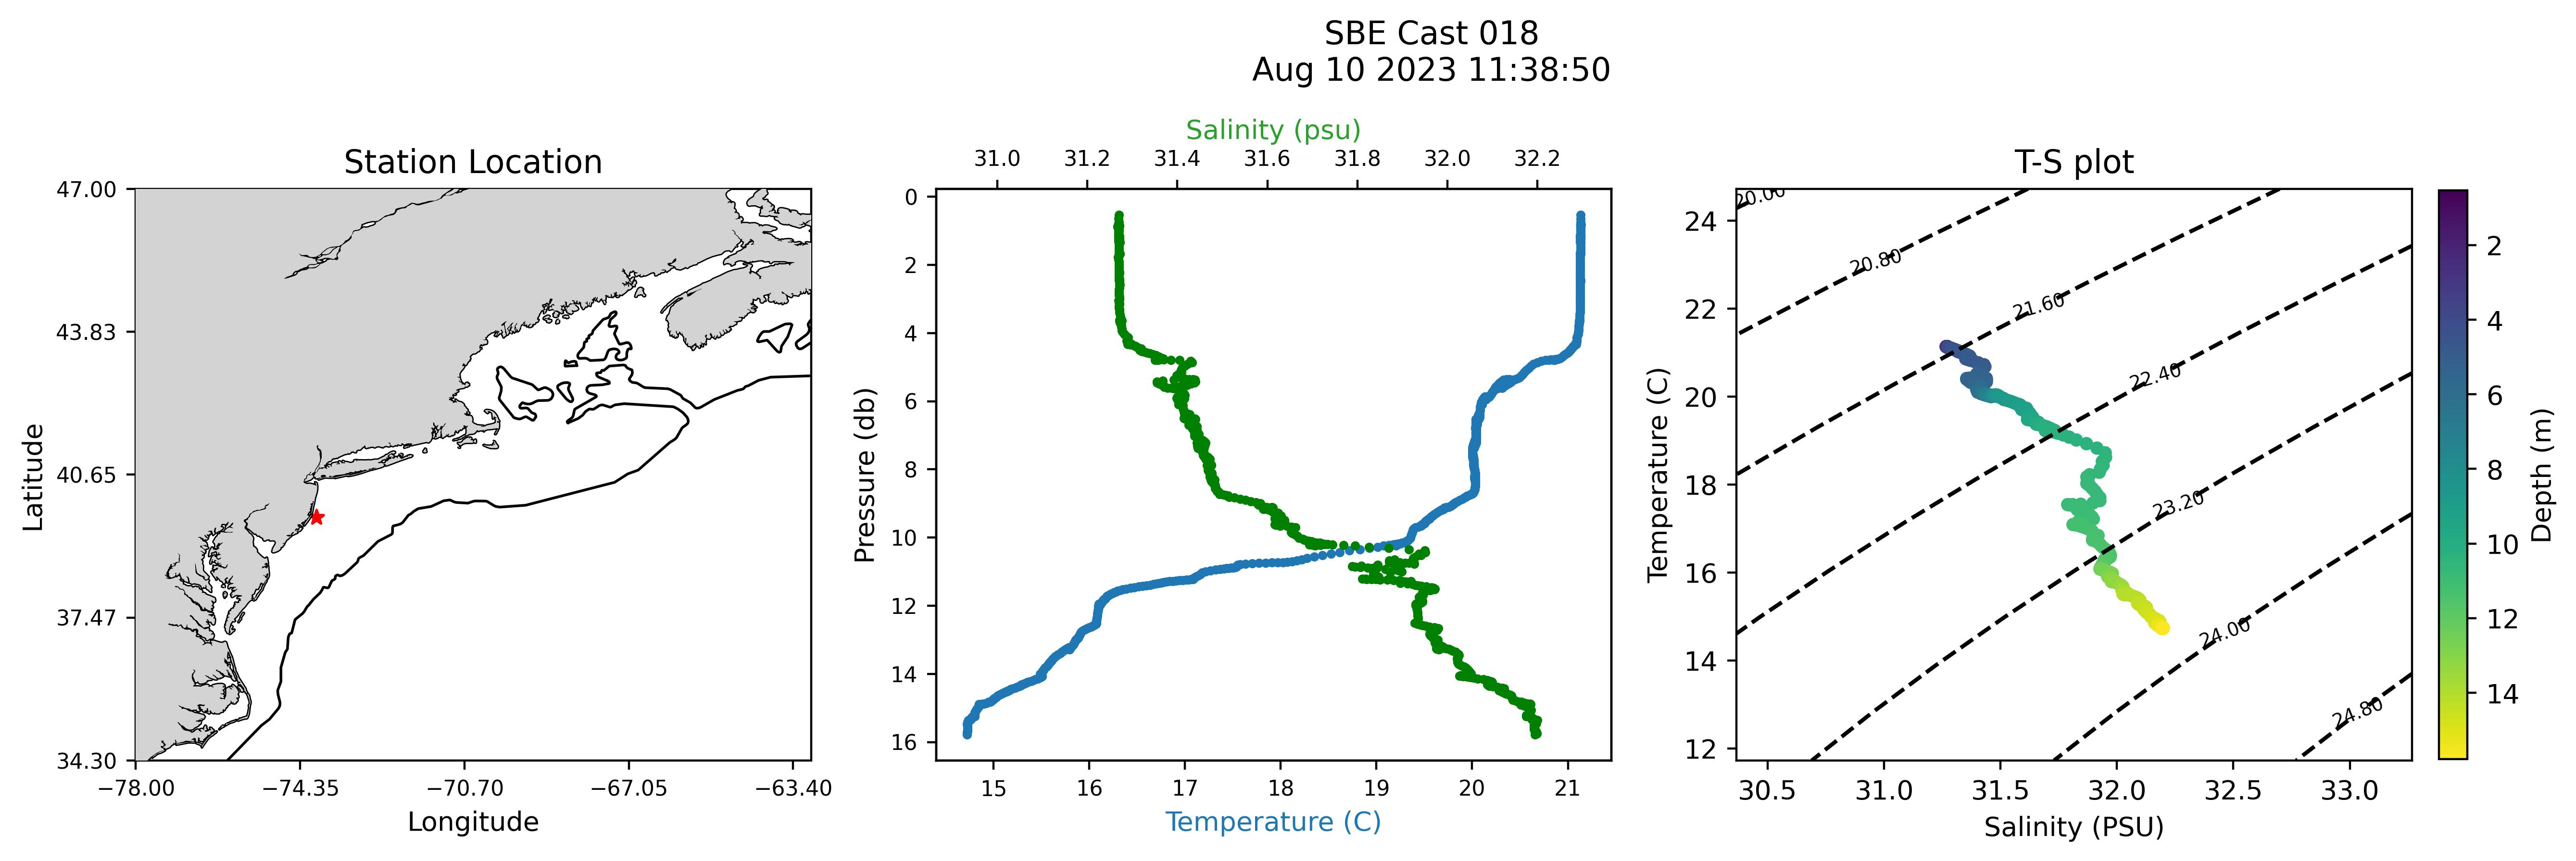 SBE Cast 018
Aug 10 2023 11:38:50
Station Location
47.00
43.83
40.65
37.47
34.30
Latitude
−78.00 −74.35 −70.70 −67.05 −63.40
Longitude
Salinity (psu)
31.0 31.2 31.4 31.6 31.8 32.0 32.2
0
2
4
6
8
10
12
14
16
Pressure (db)
15 16 17 18 19 20 21
Temperature (C)
T-S plot
24
22
20
18
16
14
12
Temperature (C)
20.00
20.80
21.60
22.40
23.20
24.00
24.80
30.5 31.0 31.5 32.0 32.5 33.0
Salinity (PSU)
2
4
6
8
10
12
14
Depth (m)